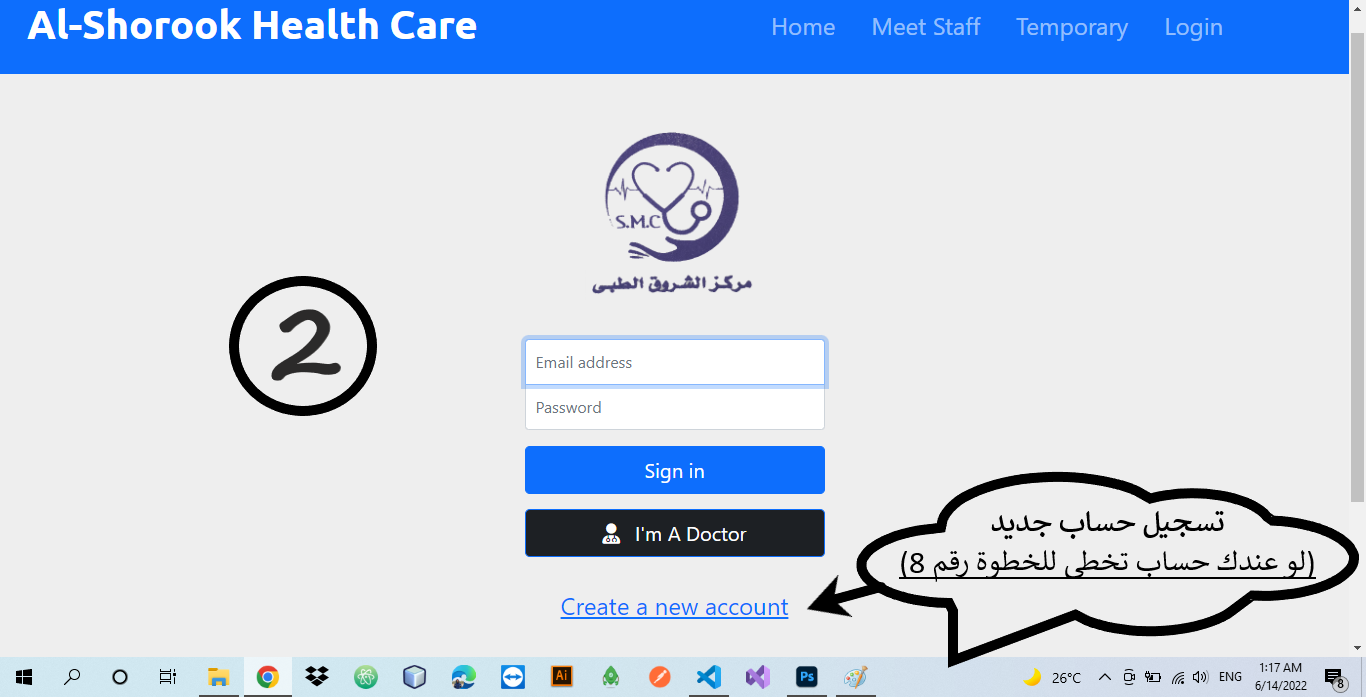 Al-Shorook Health Care
Home Meet Staff Temporary Login
S.M.C
مركز الشروق الطبى
2
Email address
Password
Sign in
I'm A Doctor
تسجيل حساب جديد
(لو عندك حساب تخطى للخطوة رقم 8)
Create a new account
Ai
Ps
26°C
ENG
1:17 AM
6/14/2022
8